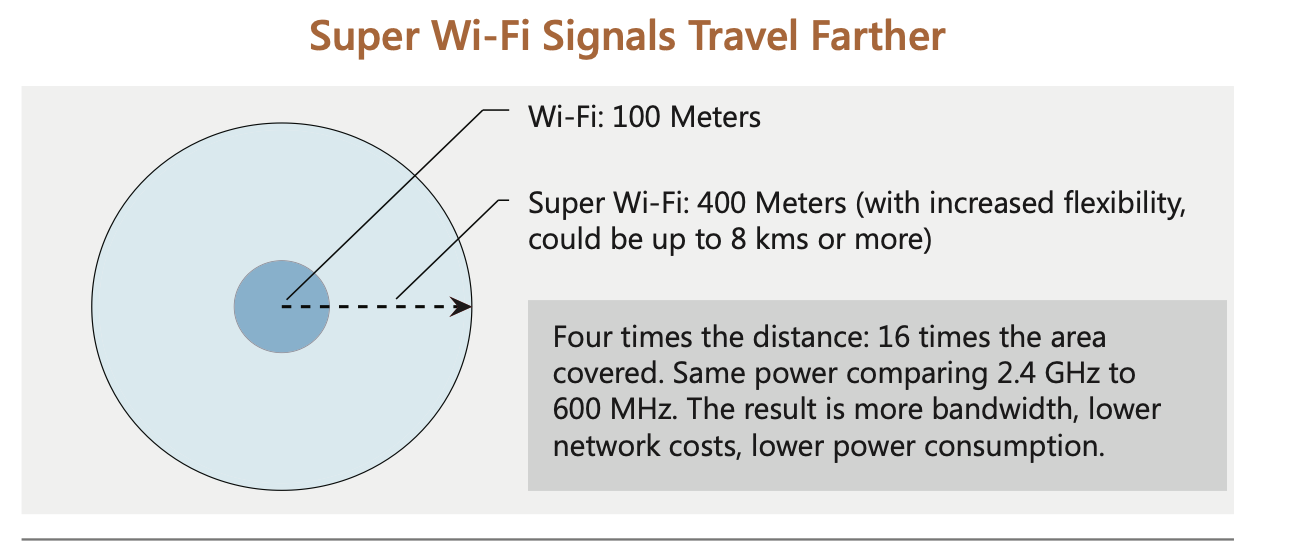 Super Wi-Fi Signals Travel Farther
Wi-Fi: 100 Meters
Super Wi-Fi: 400 Meters (with increased flexibility,
could be up to 8 kms or more)
Four times the distance: 16 times the area
covered. Same power comparing 2.4 GHz to
600 MHz. The result is more bandwidth, lower
network costs, lower power consumption.